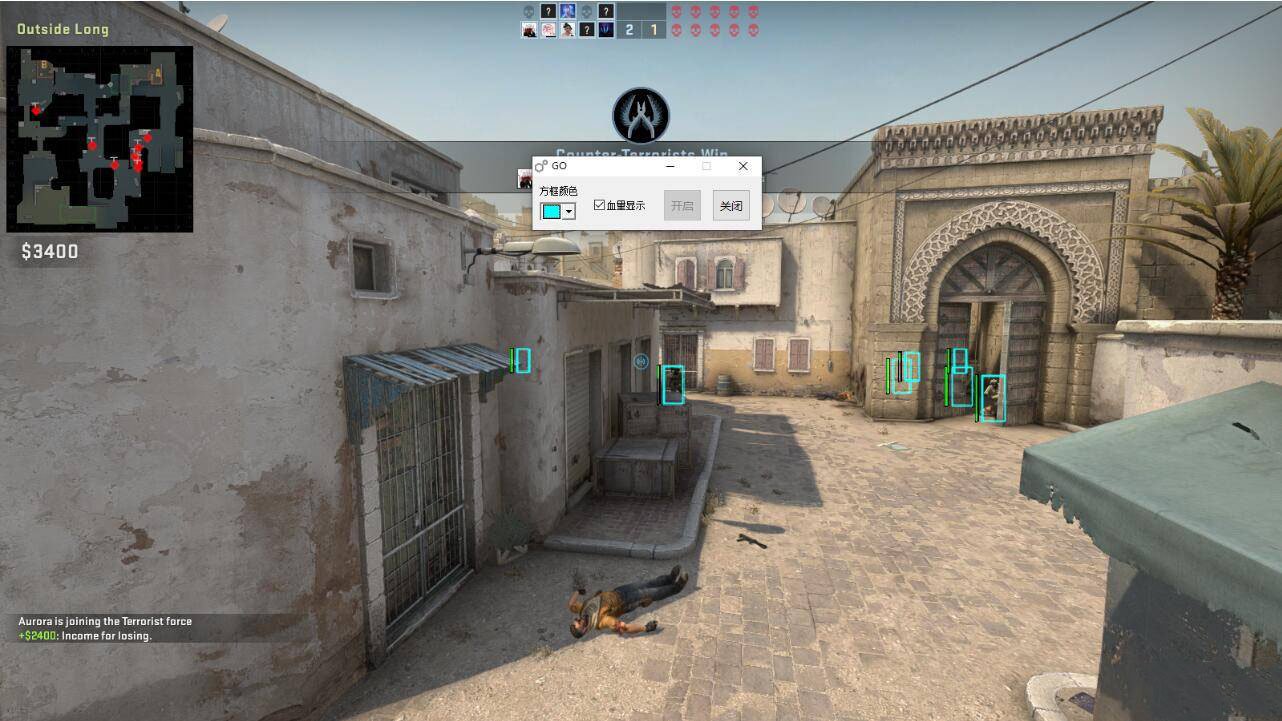 Outside Long
B
A
? ?
? 2 1
$3400
Counter-Terrorists Win
GO
方框颜色
血量显示
开启
关闭
14
Aurora is joining the Terrorist force
+$2400: Income for losing.